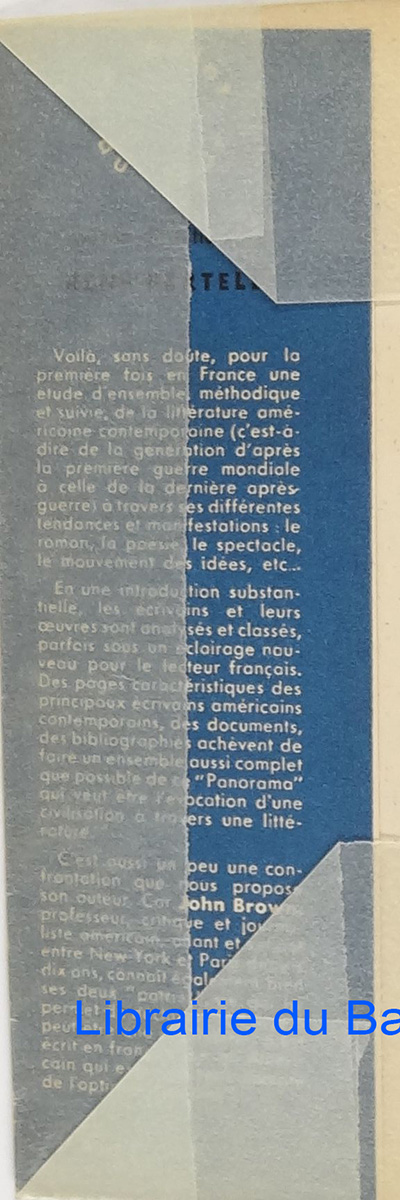 Voilà, sans doute, pour la
première fois en France une
etude d'ensemble, méthodique
et suivie, de la littérature amé-
ricaine contemporaine (c'est-à-
dire de la génération d'après
la première guerre mondiale
à celle de la dernière après-
guerre) à travers ses différentes
tendances et manifestations : le
roman, la poésie, le spectacle,
le mouvement des idées, etc...
En une introduction substan-
tielle, les écrivains et leurs
œuvres sont analysés et classés,
parfois sous un éclairage nou-
veau pour le lecteur français.
Des pages caractéristiques des
principaux écrivains américains
contemporains, des documents,
des bibliographies achèvent de
faire un ensemble aussi complet
que possible de ce "Panorama"
qui veut être l'évocation d'une
civilisation à travers une litté-
rature.
C'est aussi un peu une con-
frontation que nous propose
son auteur. Car John Brown,
professeur, critique et
liste américain, et
entre New York et
dix ans, connaît
ses deux
écrit en
cain qui
de
Librairie du Ba